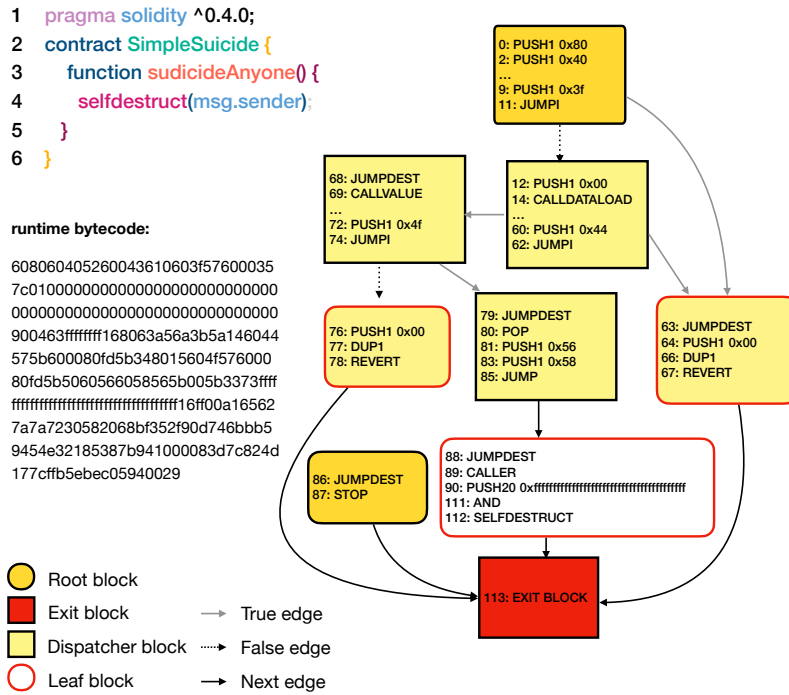 1 pragma solidity ^0.4.0;
2 contract SimpleSuicide {
3 function sudicideAnyone() {
4 selfdestruct(msg.sender);
5 }
6 }
runtime bytecode:
608060405260043610603f57600035
7c0100000000000000000000000000
000000000000000000000000000000
900463ffffffff168063a56a3b5a146044
575b600080fd5b348015604f576000
80fd5b5060566058565b005b3373ffff
ffffffffffffffffffffffffffffffffffff16ff00a16562
7a7a7230582068bf352f90d746bbb5
9454e32185387b941000083d7c824d
177cffb5ebec05940029
0: PUSH1 0x80
2: PUSH1 0x40
...
9: PUSH1 0x3f
11: JUMPI
12: PUSH1 0x00
14: CALLDATALOAD
...
60: PUSH1 0x44
62: JUMPI
68: JUMPDEST
69: CALLVALUE
...
72: PUSH1 0x4f
74: JUMPI
76: PUSH1 0x00
77: DUP1
78: REVERT
79: JUMPDEST
80: POP
81: PUSH1 0x56
83: PUSH1 0x58
85: JUMP
63: JUMPDEST
64: PUSH1 0x00
66: DUP1
67: REVERT
86: JUMPDEST
87: STOP
88: JUMPDEST
89: CALLER
90: PUSH20 0xffffffffffffffffffffffffffffffffffffffff
111: AND
112: SELFDESTRUCT
113: EXIT BLOCK
Root block
Exit block
Dispatcher block
Leaf block
True edge
False edge
Next edge